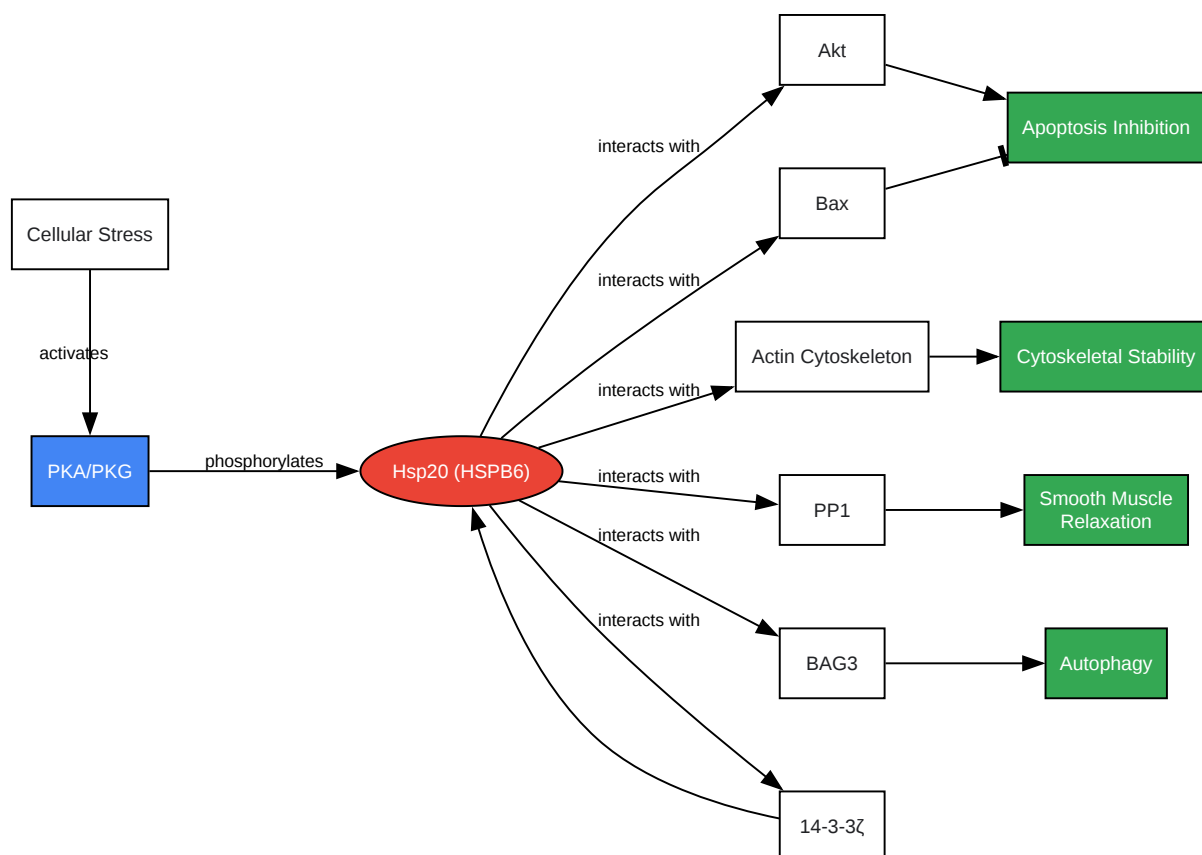 Cellular Stress
activates
PKA/PKG
phosphorylates
Hsp20 (HSPB6)
interacts with
Akt
Apoptosis Inhibition
interacts with
Bax
interacts with
Actin Cytoskeleton
Cytoskeletal Stability
interacts with
PP1
Smooth Muscle
Relaxation
interacts with
BAG3
Autophagy
interacts with
14-3-3ζ